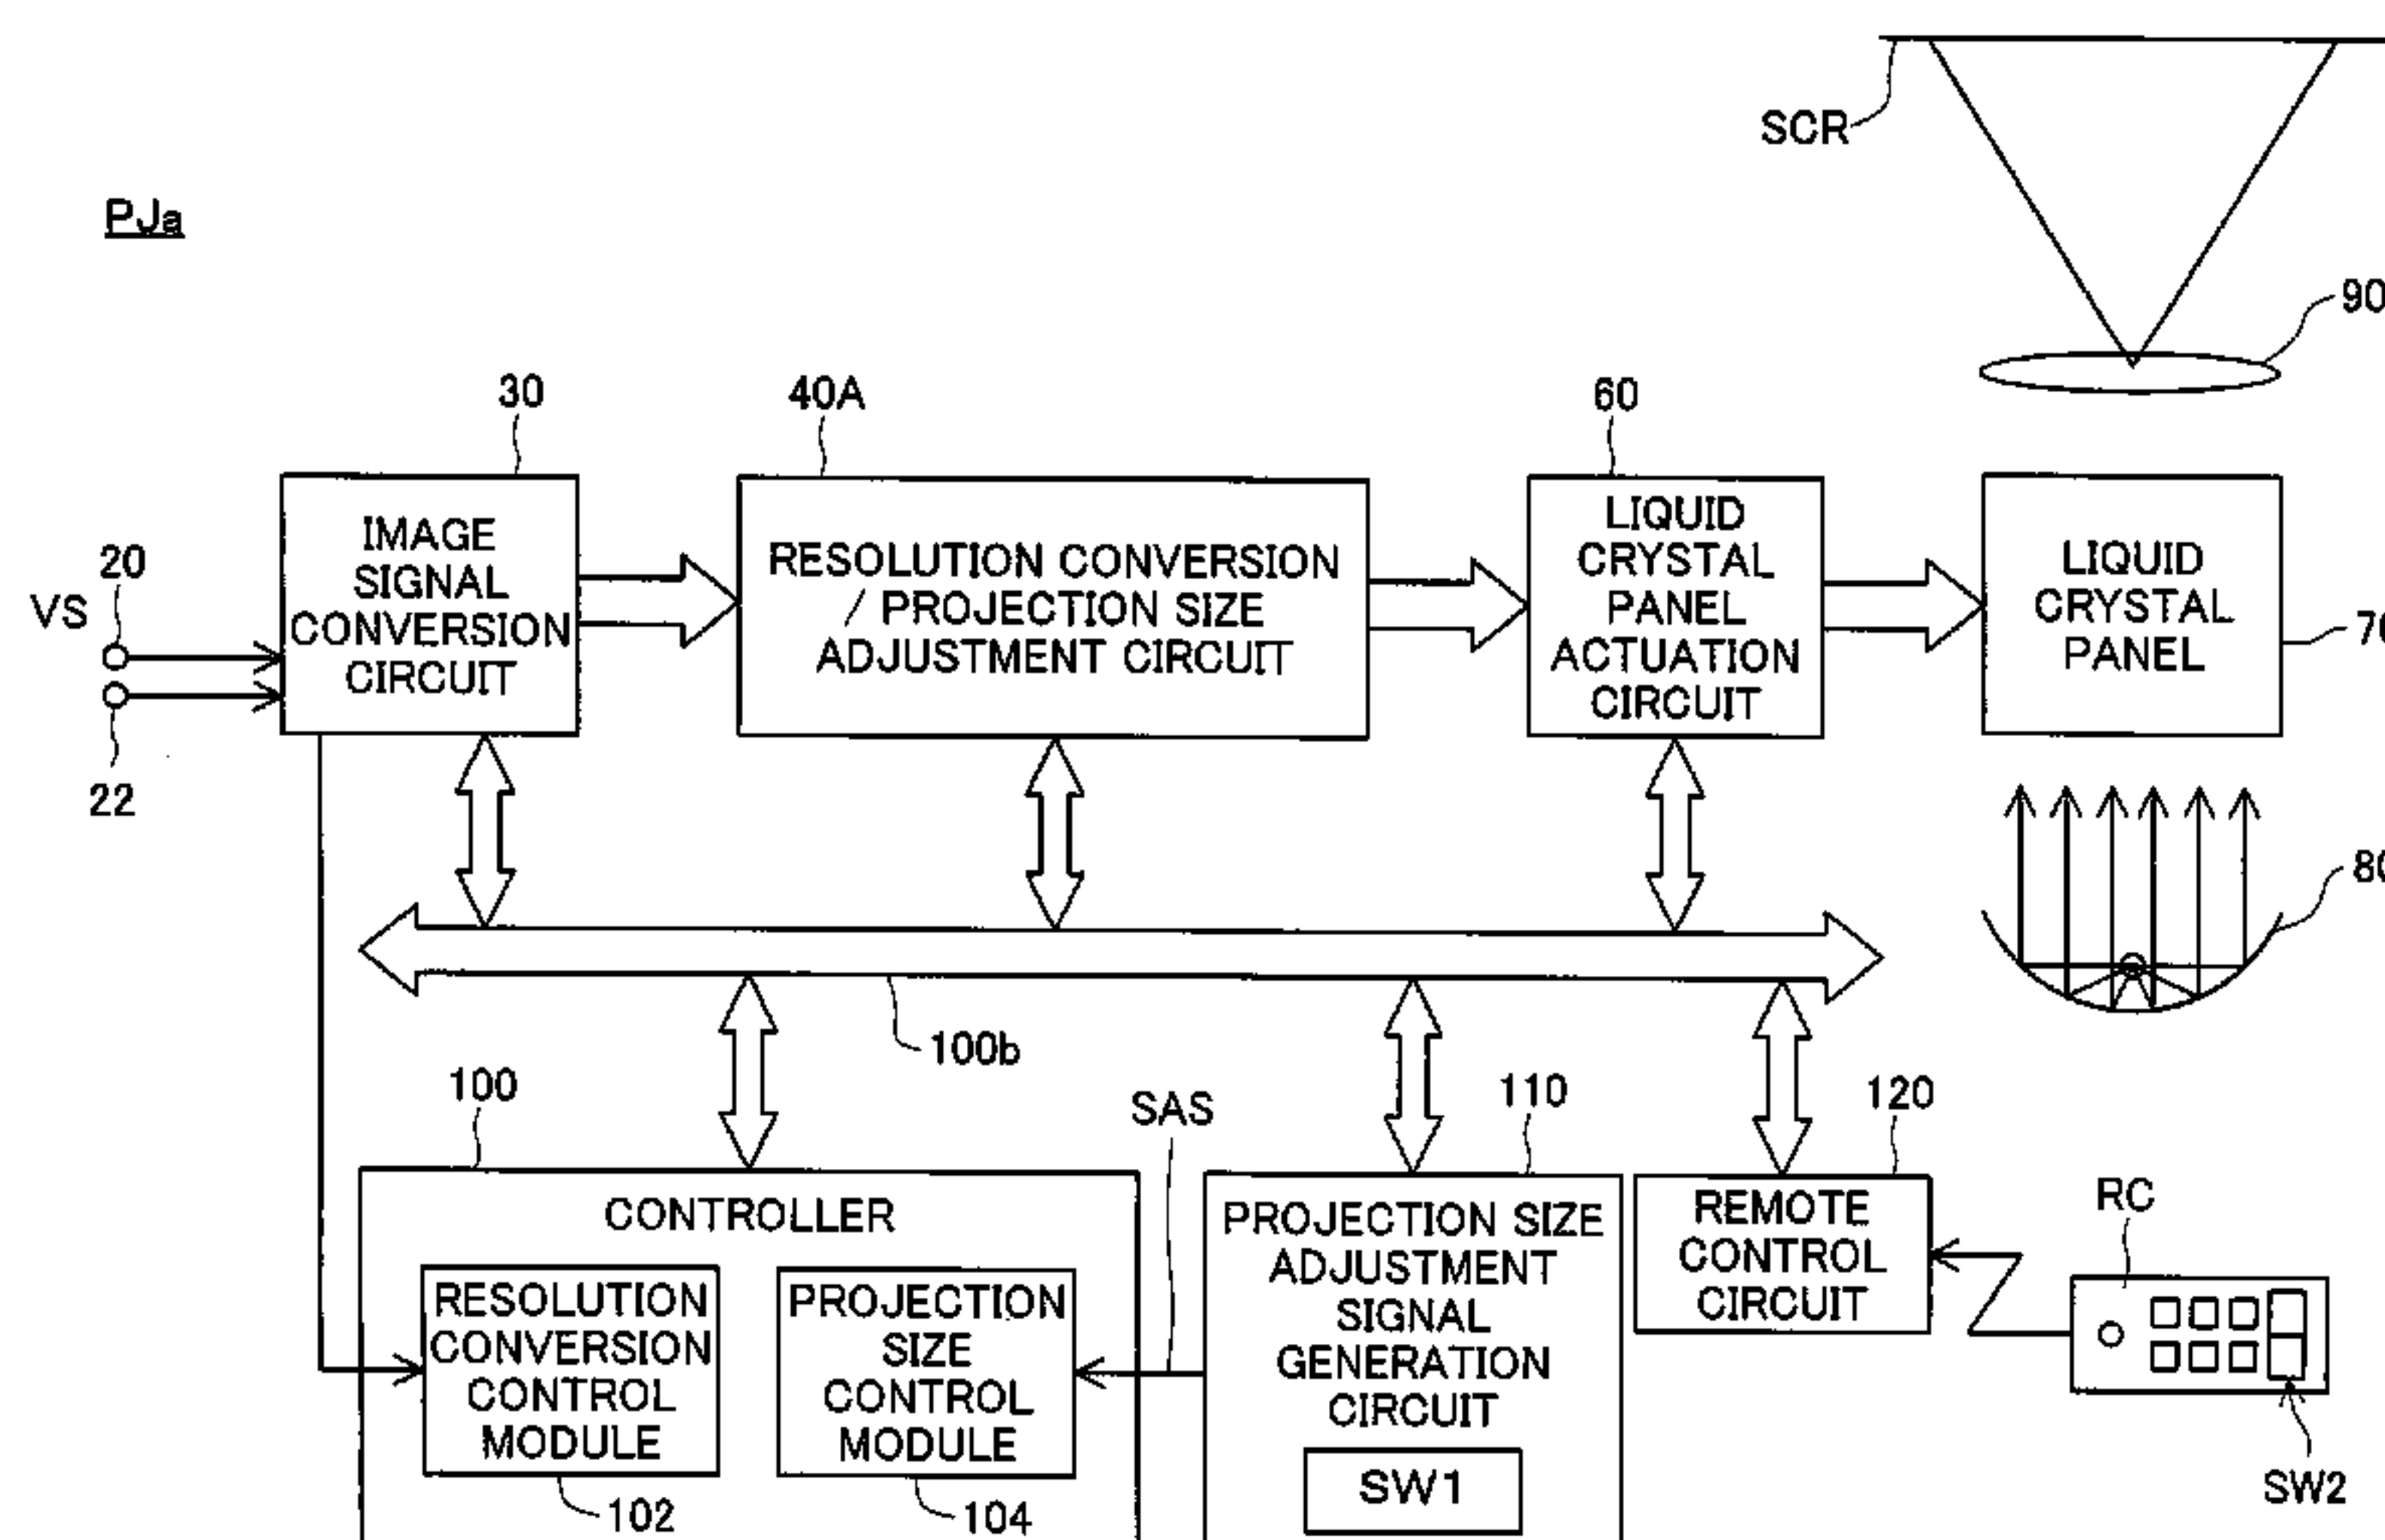 PJa
SCR
90
30
40A
60
IMAGE
SIGNAL
CONVERSION
CIRCUIT
RESOLUTION CONVERSION
/ PROJECTION SIZE
ADJUSTMENT CIRCUIT
LIQUID
CRYSTAL
PANEL
ACTUATION
CIRCUIT
LIQUID
CRYSTAL
PANEL
70
VS
20
22
80
100b
100
SAS
110
120
CONTROLLER
RESOLUTION
CONVERSION
CONTROL
MODULE
102
PROJECTION
SIZE
CONTROL
MODULE
104
PROJECTION SIZE
ADJUSTMENT
SIGNAL
GENERATION
CIRCUIT
SW1
REMOTE
CONTROL
CIRCUIT
RC
SW2